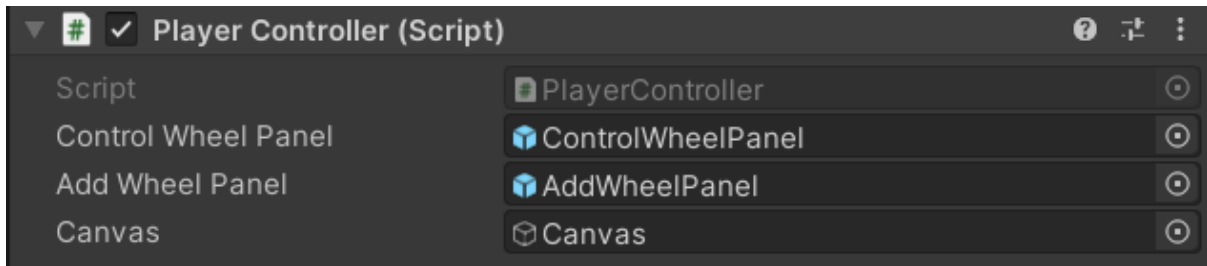 Player Controller (Script)
Script PlayerController
Control Wheel Panel ControlWheelPanel
Add Wheel Panel AddWheelPanel
Canvas Canvas